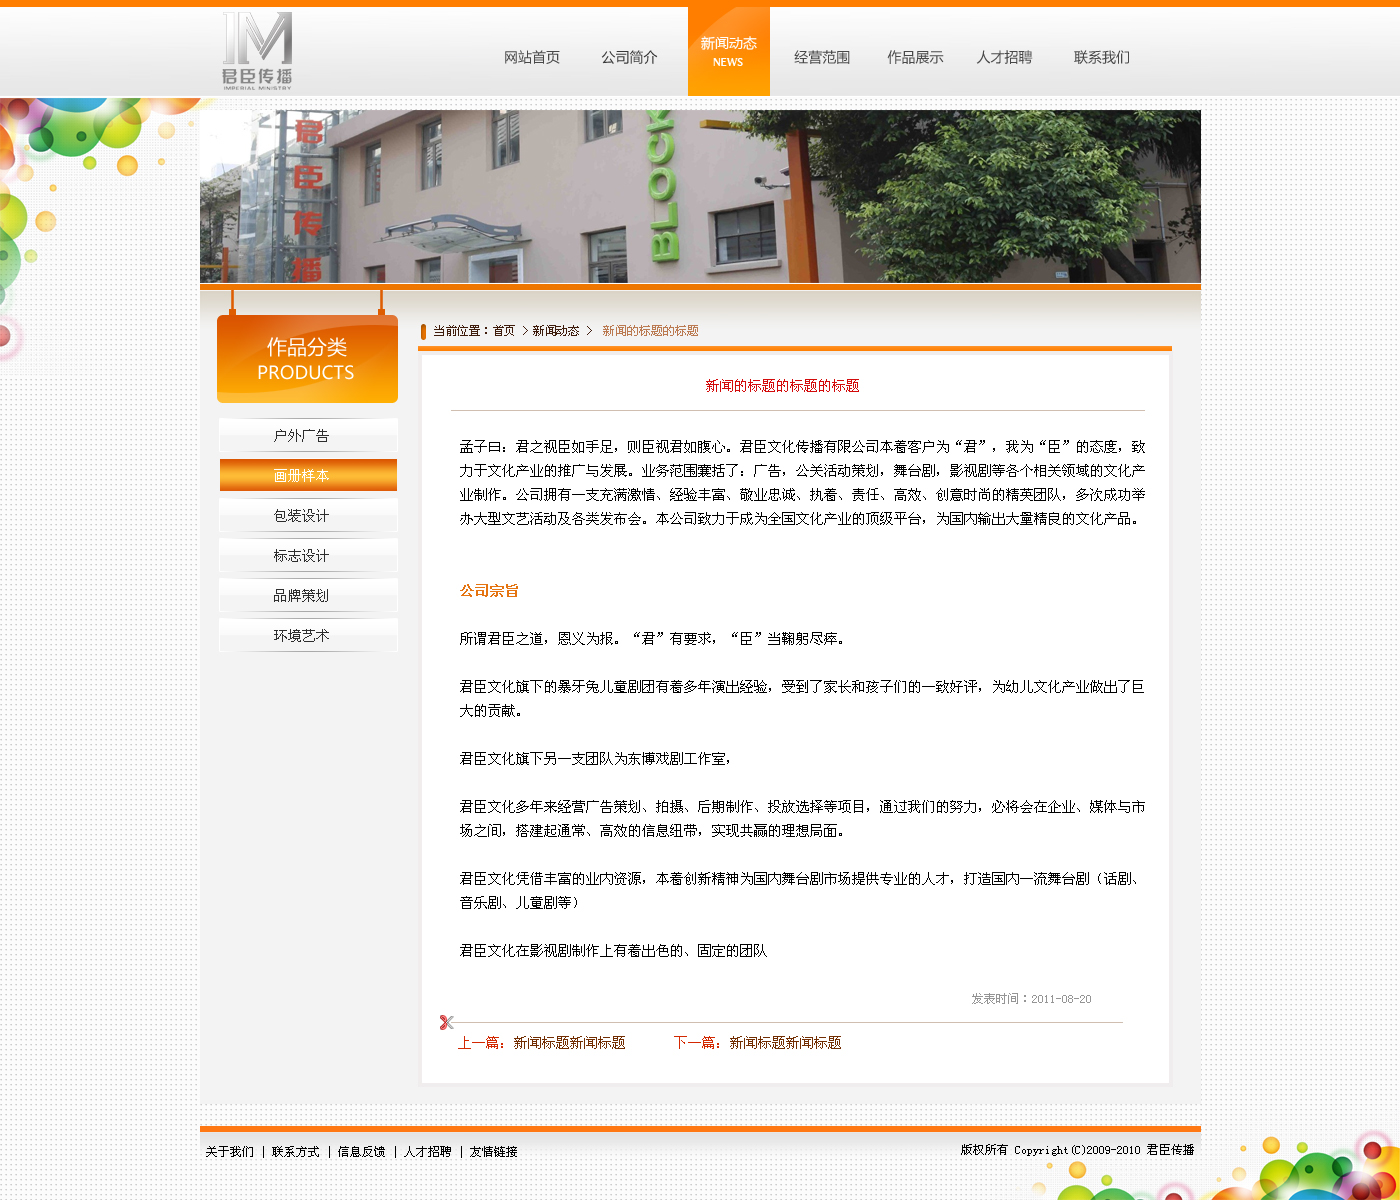 IM
君臣传播
IMPERIAL MINISTRY
网站首页
公司简介
新闻动态
NEWS
经营范围
作品展示
人才招聘
联系我们
君臣传播
BLOCK
作品分类
PRODUCTS
户外广告
画册样本
包装设计
标志设计
品牌策划
环境艺术
当前位置：首页 > 新闻动态 > 新闻的标题的标题
新闻的标题的标题的标题
孟子曰：君之视臣如手足，则臣视君如腹心。君臣文化传播有限公司本着客户为“君”，我为“臣”的态度，致
力于文化产业的推广与发展。业务范围囊括了：广告，公关活动策划，舞台剧，影视剧等各个相关领域的文化产
业制作。公司拥有一支充满激情、经验丰富、敬业忠诚、执着、责任、高效、创意时尚的精英团队，多次成功举
办大型文艺活动及各类发布会。本公司致力于成为全国文化产业的顶级平台，为国内输出大量精良的文化产品。
公司宗旨
所谓君臣之道，恩义为报。“君”有要求，“臣”当鞠躬尽瘁。
君臣文化旗下的暴牙兔儿童剧团有着多年演出经验，受到了家长和孩子们的一致好评，为幼儿文化产业做出了巨
大的贡献。
君臣文化旗下另一支团队为东博戏剧工作室，
君臣文化多年来经营广告策划、拍摄、后期制作、投放选择等项目，通过我们的努力，必将会在企业、媒体与市
场之间，搭建起通常、高效的信息纽带，实现共赢的理想局面。
君臣文化凭借丰富的业内资源，本着创新精神为国内舞台剧市场提供专业的人才，打造国内一流舞台剧（话剧、
音乐剧、儿童剧等）
君臣文化在影视剧制作上有着出色的、固定的团队
发表时间：2011-08-20
上一篇：新闻标题新闻标题 下一篇：新闻标题新闻标题
关于我们 | 联系方式 | 信息反馈 | 人才招聘 | 友情链接
版权所有 Copyright(C)2009-2010 君臣传播